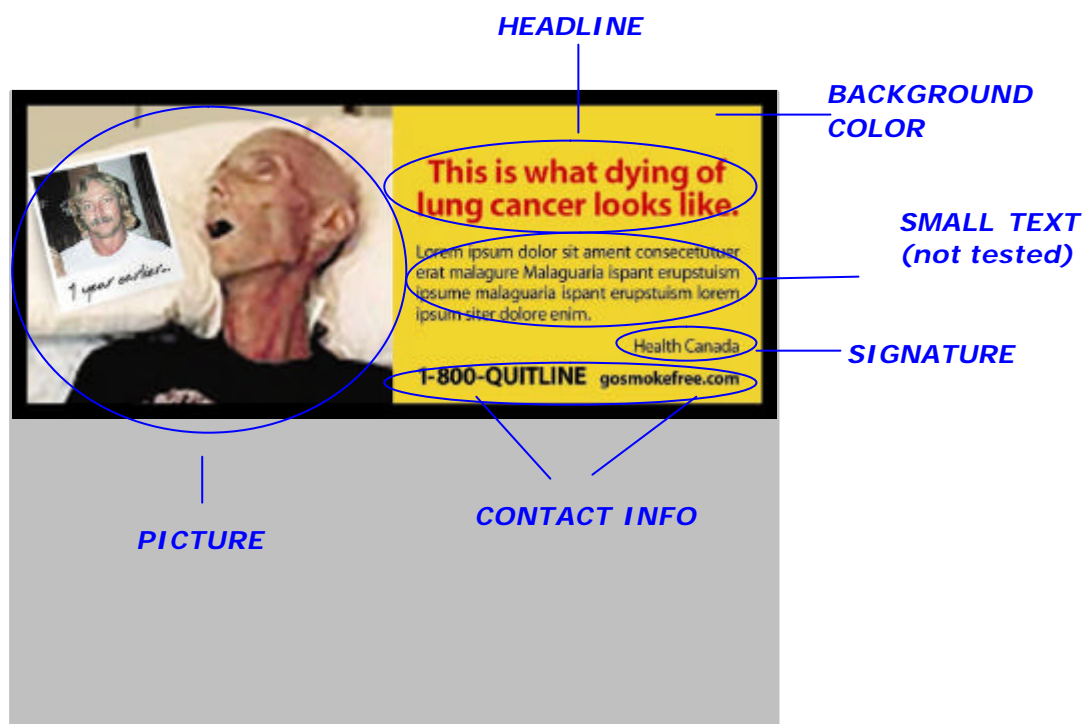 HEADLINE
BACKGROUND
COLOR
This is what dying of
lung cancer looks like.
1 year earlier..
SMALL TEXT
(not tested)
Lorem ipsum dolor sit ament consecetutuer
erat malagure Malaguaria ispant erupstuism
ipsume malaguaria ispant erupstuism lorem
ipsum siter dolore enim.
Health Canada
SIGNATURE
1-800-QUITLINE gosmokefree.com
CONTACT INFO
PICTURE